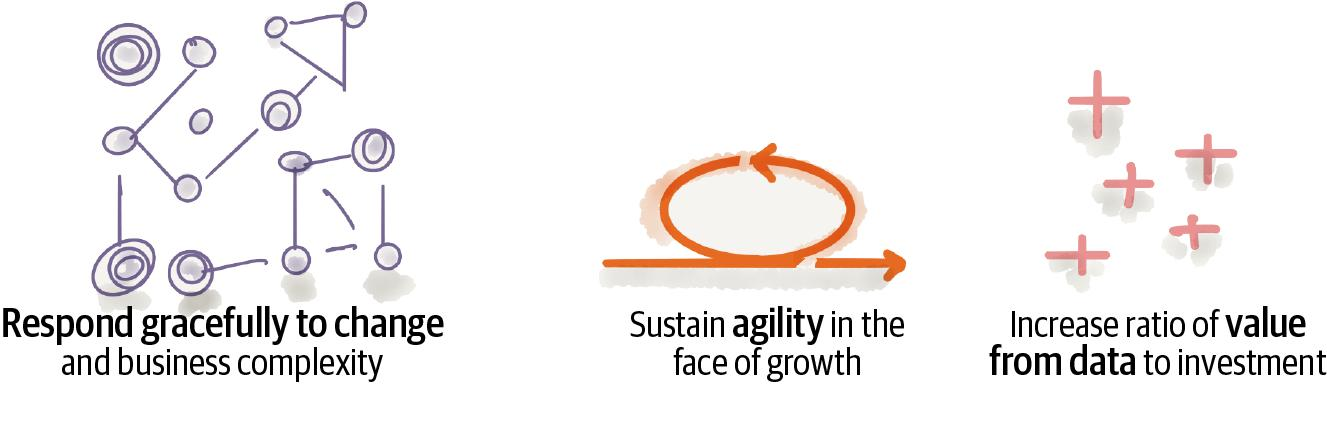 Respond gracefully to change
and business complexity
Sustain agility in the
face of growth
Increase ratio of value
from data to investment